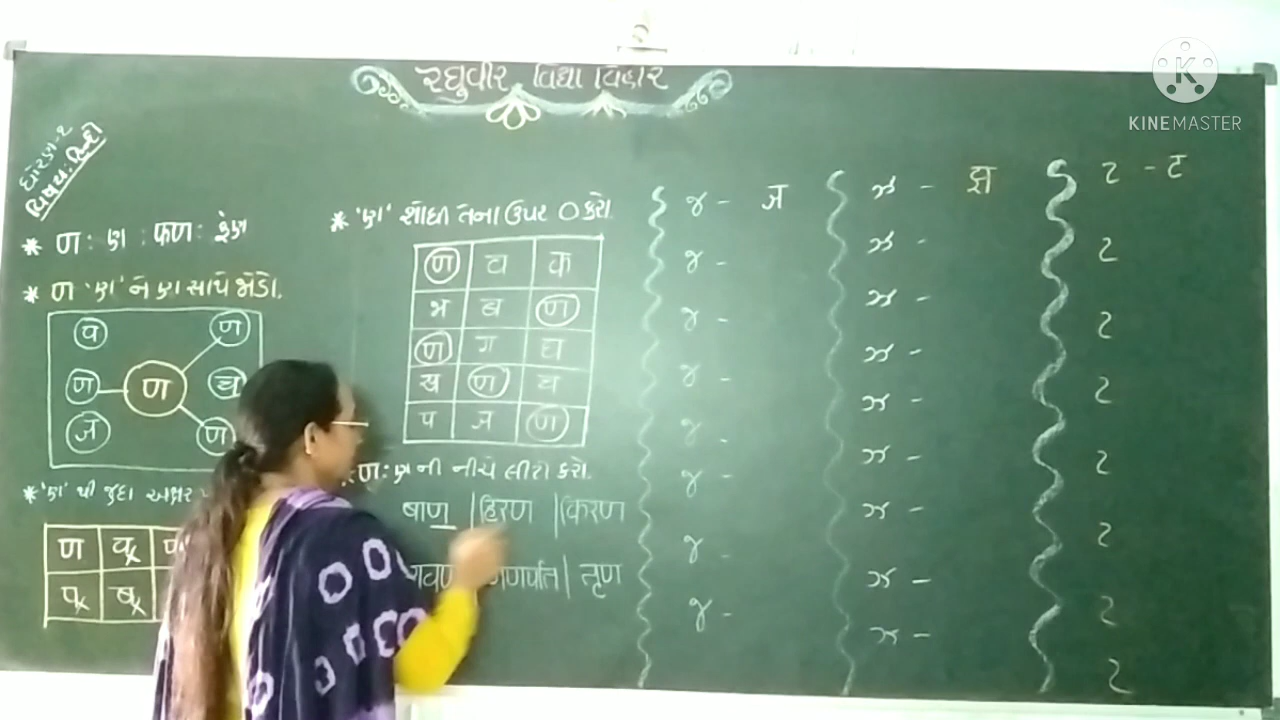 રઘુવીર વિદ્યા વિહાર
KINEMASTER
ધોરણ-૨
વિષય: હિન્દી
* ण : ણ : फण : ફેણ
* ण 'ણ' ને ણ સાથે જોડો.
व ण
ण ण च
ज ण
* 'ણ' થી જુદા અક્ષર
ण व
प ब
* 'ણ' શોધી તેના ઉપર O કરો.
ण च क
भ ब ण
ण ग घ
ख ण व
प ज ण
ण : ણ ની નીચે લીટી કરો.
बाण | हिरण | किरण
गणपति | तृण
જ - ज
જ -
જ -
જ -
જ -
જ -
જ -
જ -
ઝ - झ
ઝ -
ઝ -
ઝ -
ઝ -
ઝ -
ઝ -
ઝ -
ઝ -
ટ - ट
ટ
ટ
ટ
ટ
ટ
ટ
ટ